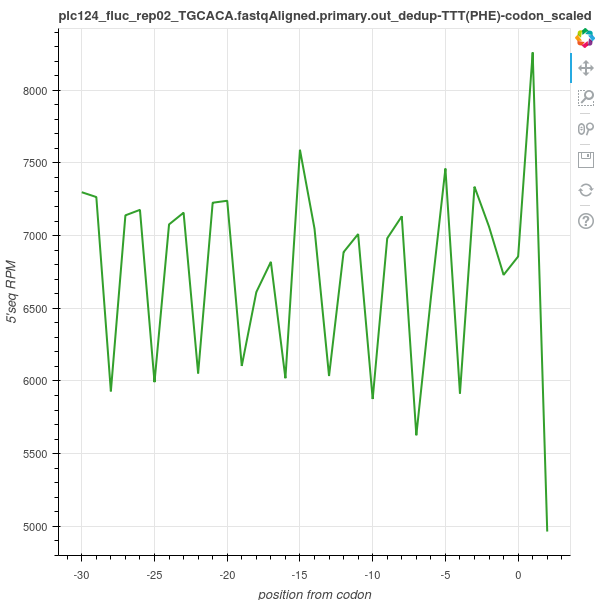 plc124_fluc_rep02_TGCACA.fastqAligned.primary.out_dedup-TTT(PHE)-codon_scaled
8000
7500
7000
6500
6000
5500
5000
5'seq RPM
-30 -25 -20 -15 -10 -5 0
position from codon